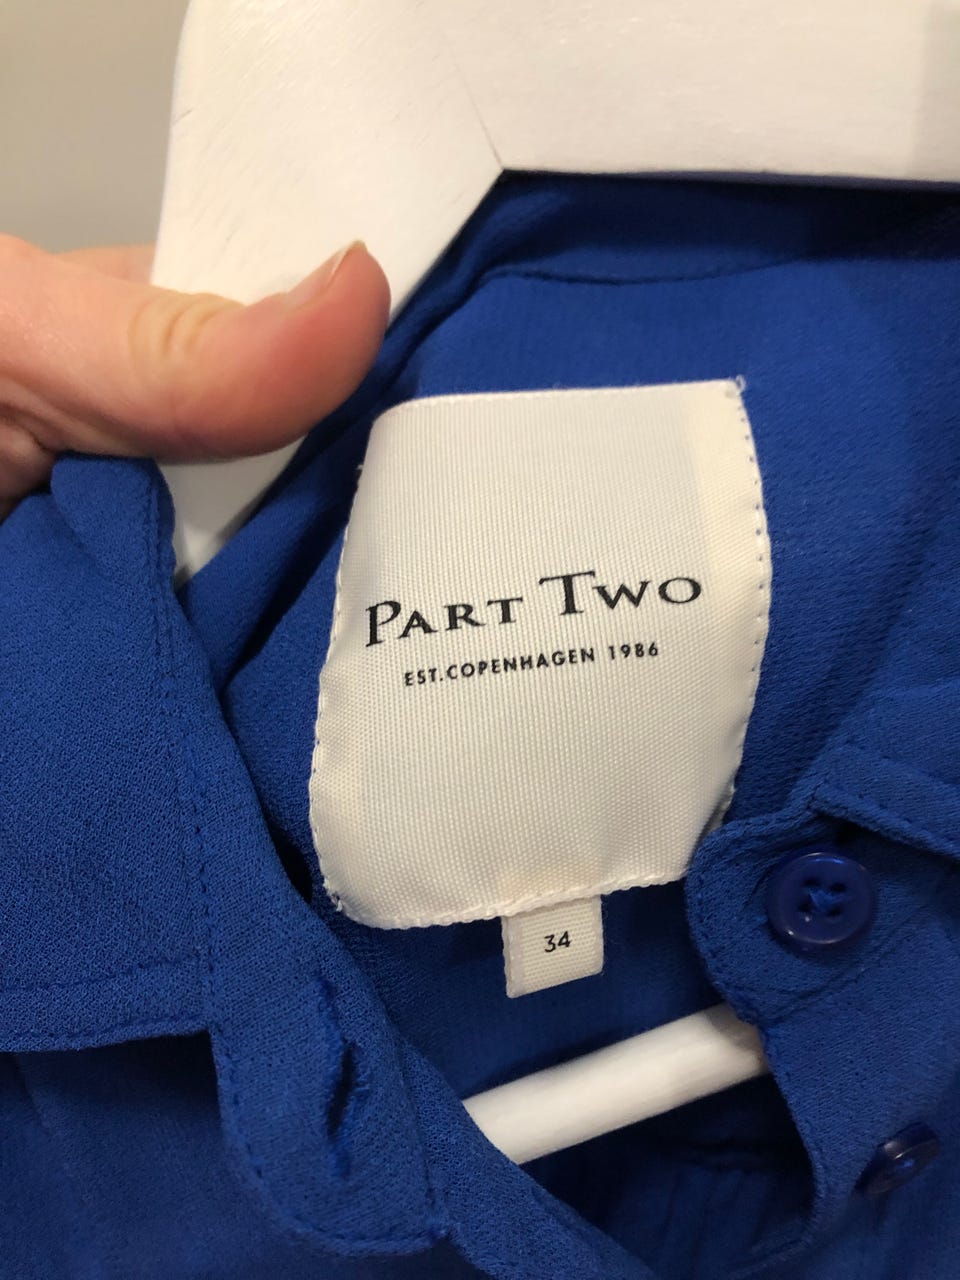 PART TWO
EST.COPENHAGEN 1986
34